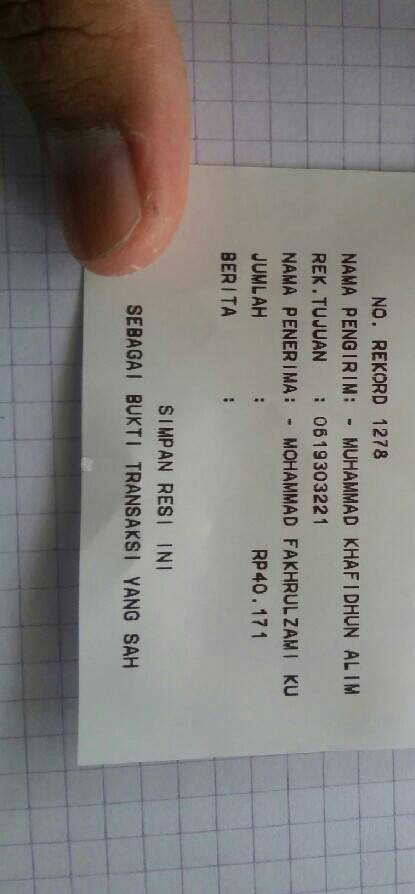 NO. REKORD 1278
NAMA PENGIRIM: - MUHAMMAD KHAFIDHUN ALIM
REK.TUJUAN : 0619303221
NAMA PENERIMA: - MOHAMMAD FAKHRULZAMI KU
JUMLAH : RP40.171
BERITA :
SIMPAN RESI INI
SEBAGAI BUKTI TRANSAKSI YANG SAH